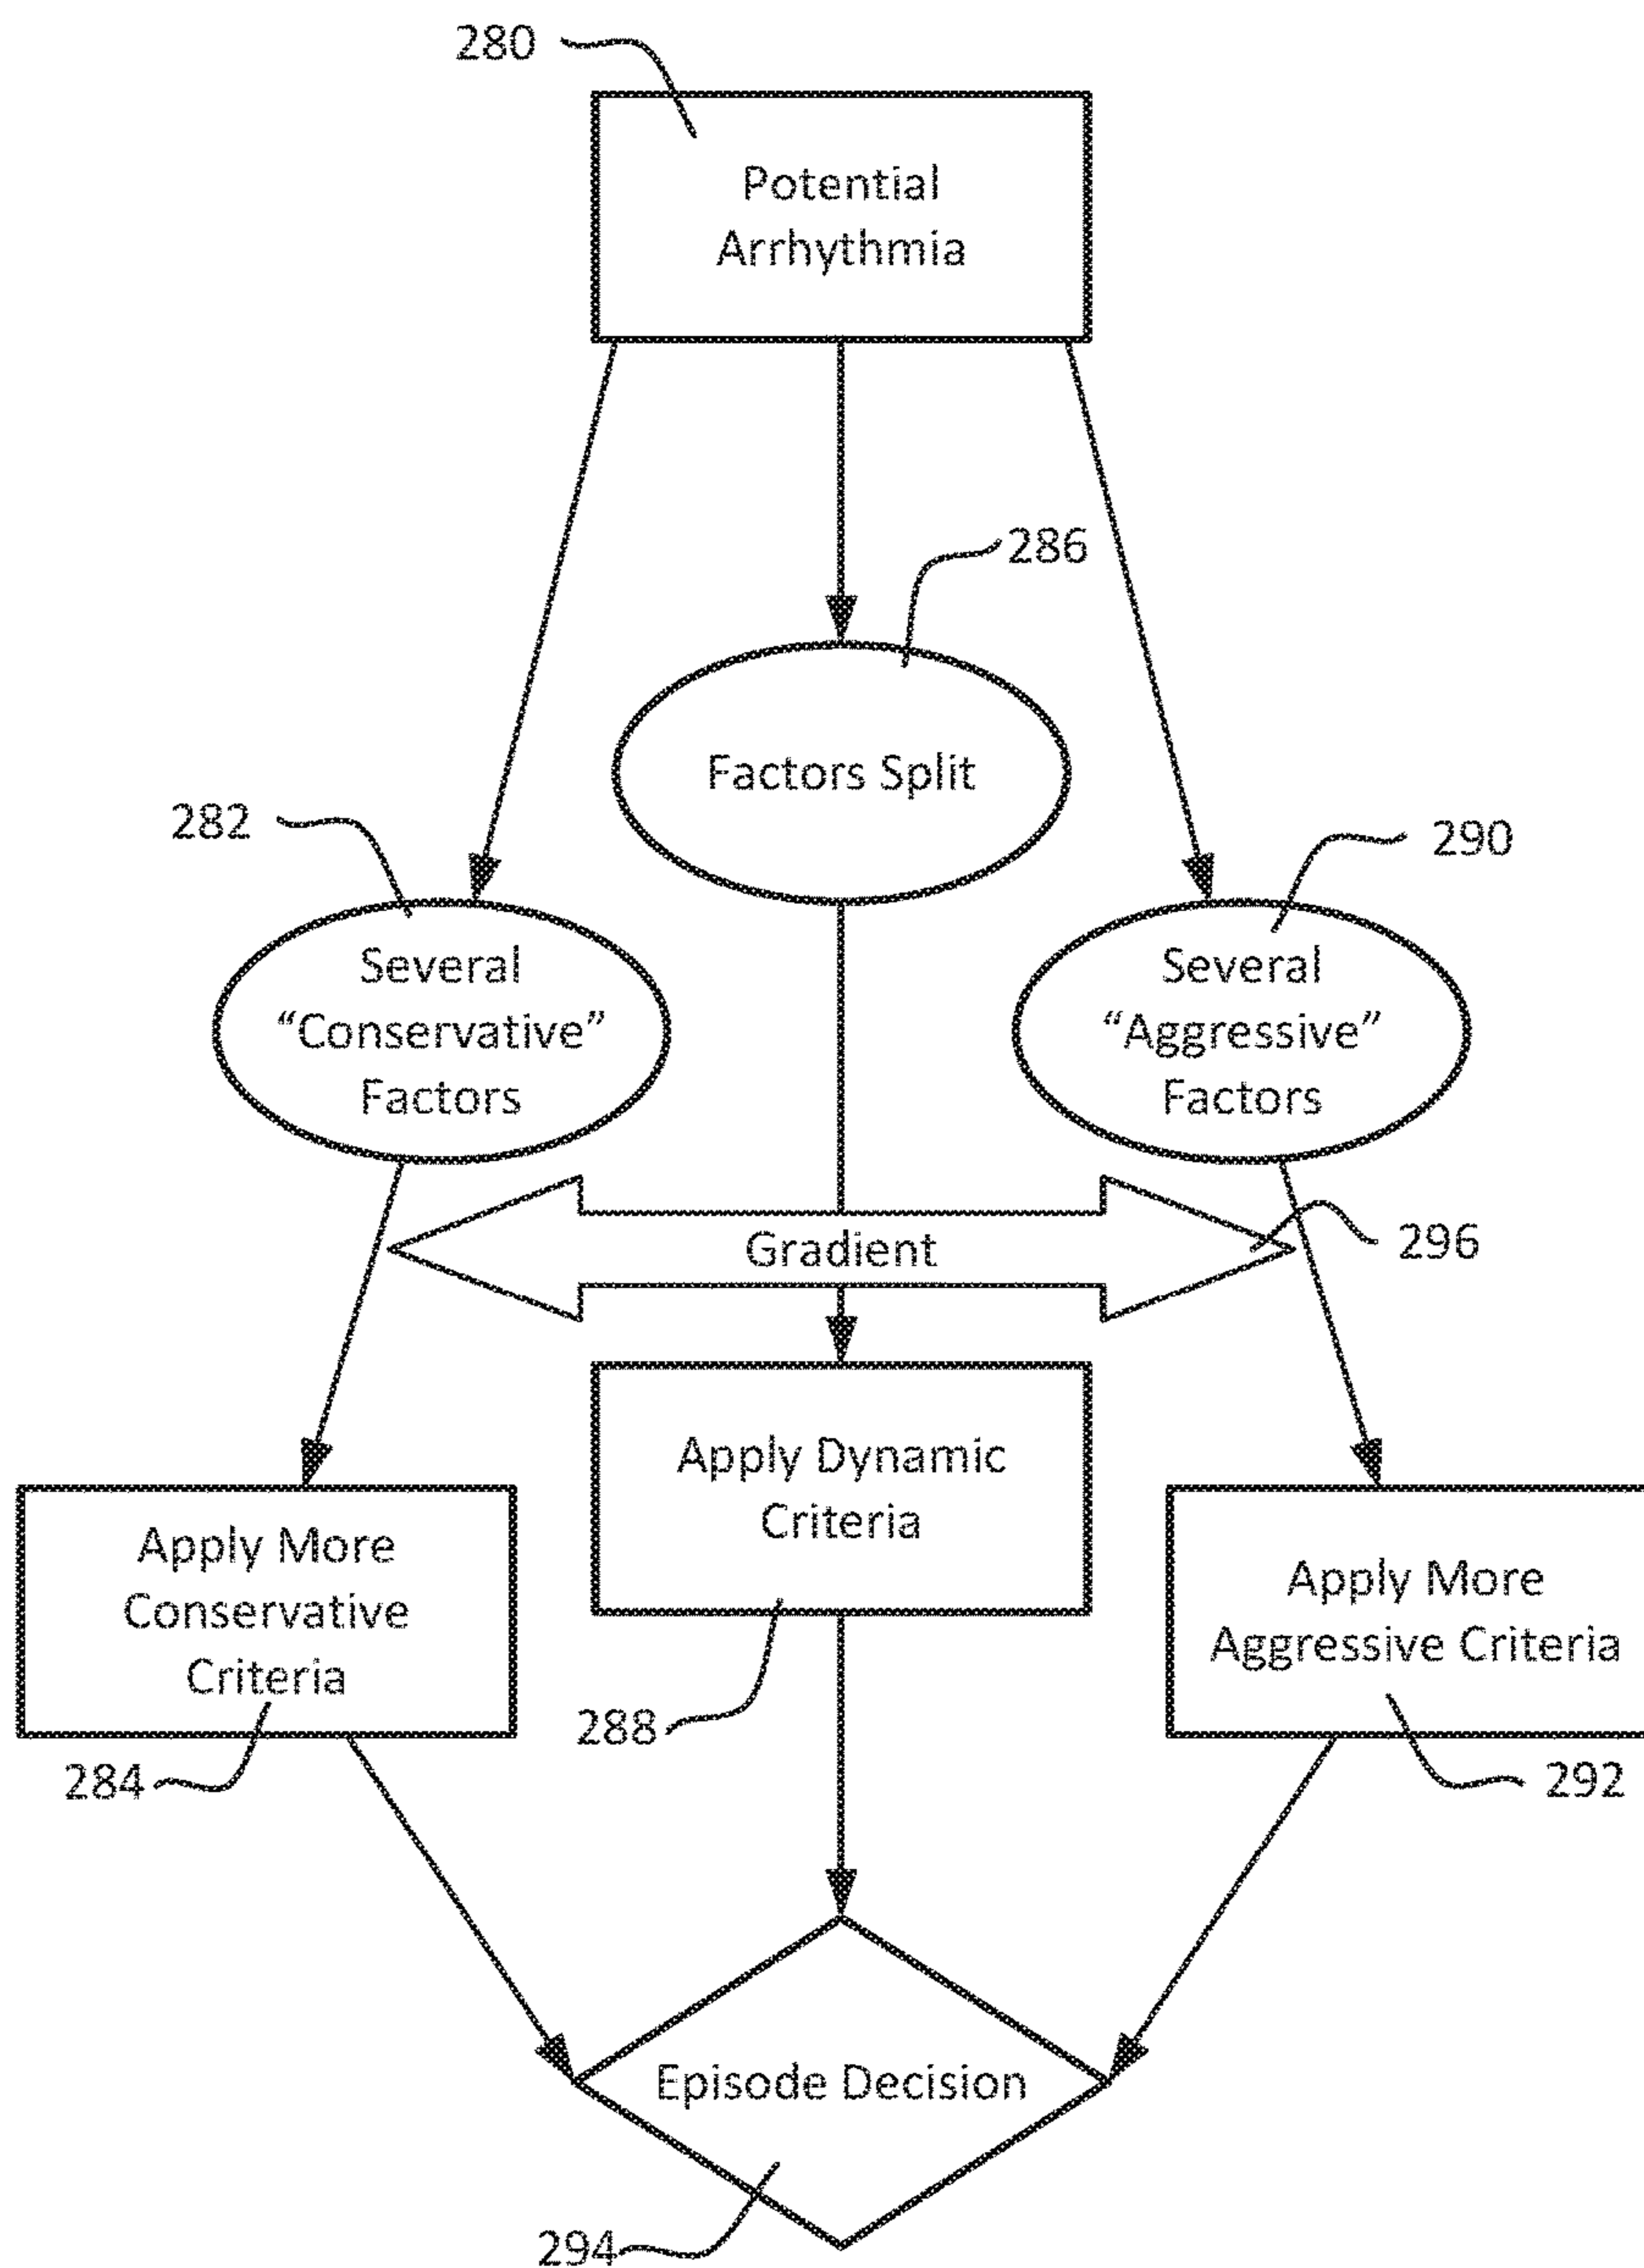 280
Potential
Arrhythmia
286
Factors Split
282
290
Several
“Conservative”
Factors
Several
“Aggressive”
Factors
Gradient
296
Apply Dynamic
Criteria
Apply More
Conservative
Criteria
Apply More
Aggressive Criteria
288
284
292
Episode Decision
294